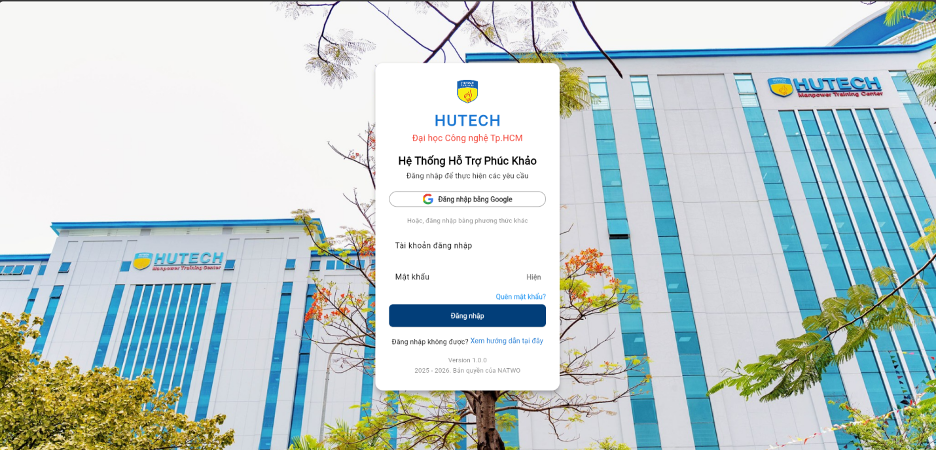 HUTECH
Manpower Training Center
HUTECH
Manpower Training Center
HUTECH
Đại học Công nghệ Tp.HCM
Hệ Thống Hỗ Trợ Phúc Khảo
Đăng nhập để thực hiện các yêu cầu
Đăng nhập bằng Google
Hoặc, đăng nhập bằng phương thức khác
Tài khoản đăng nhập
Mật khẩu
Hiện
Quên mật khẩu?
Đăng nhập
Đăng nhập không được? Xem hướng dẫn tại đây
Version 1.0.0
2025 - 2026. Bản quyền của NATWO